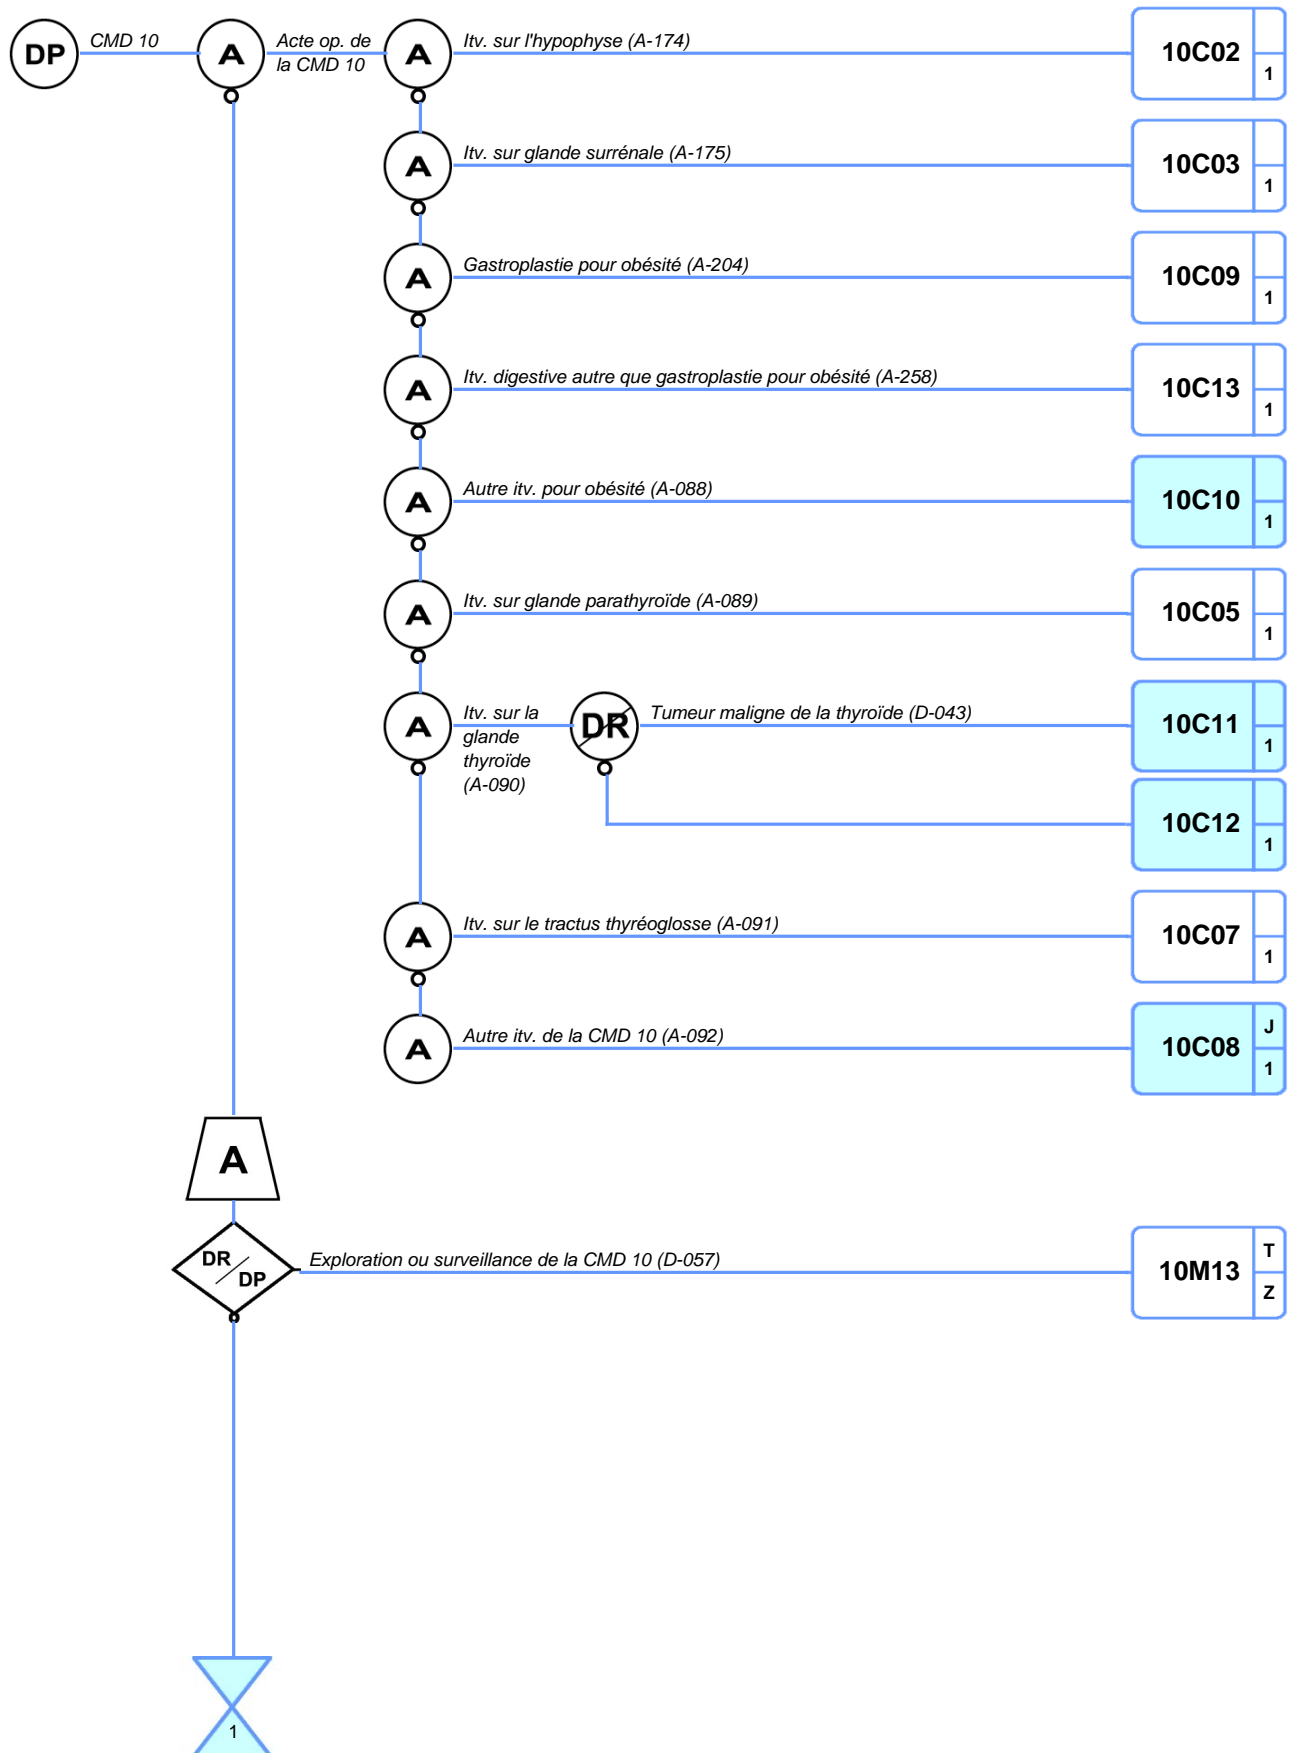 DP
CMD 10
A
Acte op. de
la CMD 10
A
Itv. sur l'hypophyse (A-174)
10C02
1
A
Itv. sur glande surrénale (A-175)
10C03
1
A
Gastroplastie pour obésité (A-204)
10C09
1
A
Itv. digestive autre que gastroplastie pour obésité (A-258)
10C13
1
A
Autre itv. pour obésité (A-088)
10C10
1
A
Itv. sur glande parathyroïde (A-089)
10C05
1
A
Itv. sur la
glande
thyroïde
(A-090)
DR
Tumeur maligne de la thyroïde (D-043)
10C11
1
10C12
1
A
Itv. sur le tractus thyréoglosse (A-091)
10C07
1
A
Autre itv. de la CMD 10 (A-092)
10C08
J
1
A
DR
DP
Exploration ou surveillance de la CMD 10 (D-057)
10M13
T
Z
1